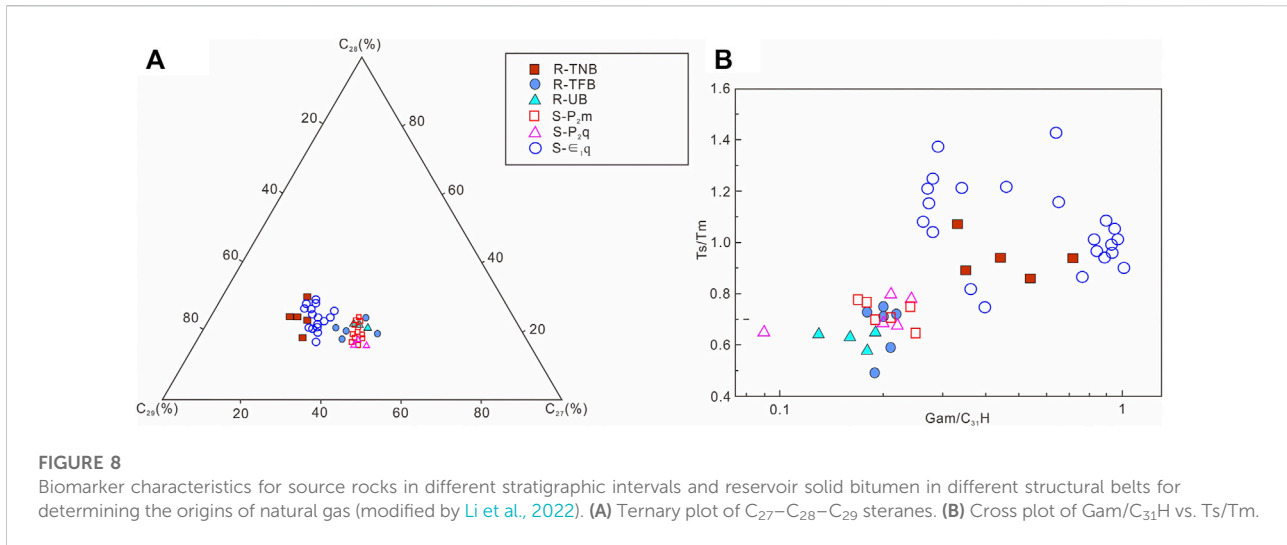 A
C₂₈(%)
20
80
40
60
60
40
80
20
C₂₉(%)
20
40
60
80
C₂₇(%)
R-TNB
R-TFB
R-UB
S-P₂m
S-P₂q
S-∈₁q
B
1.6
1.4
1.2
1.0
0.8
0.6
0.4
Ts/Tm
0.1
1
Gam/C₃₁H
FIGURE 8
Biomarker characteristics for source rocks in different stratigraphic intervals and reservoir solid bitumen in different structural belts for
determining the origins of natural gas (modified by Li et al., 2022). (A) Ternary plot of C₂₇–C₂₈–C₂₉ steranes. (B) Cross plot of Gam/C₃₁H vs. Ts/Tm.